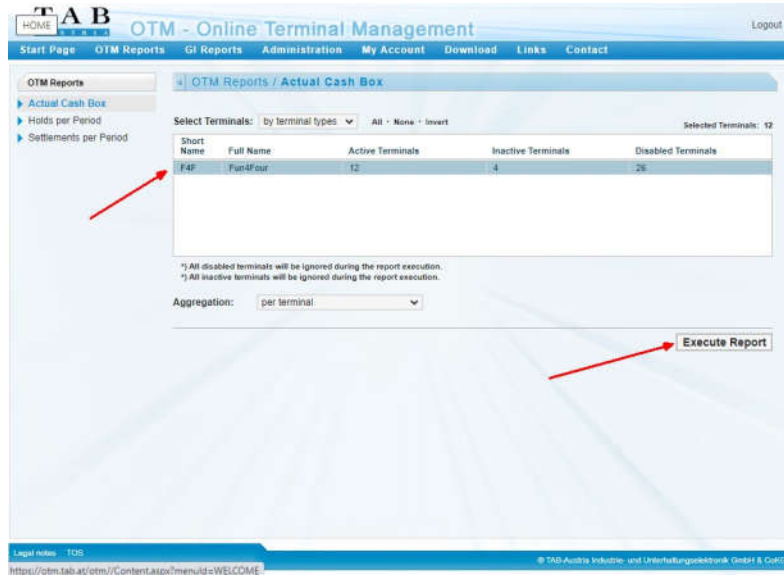 HOME
TAB
OTM - Online Terminal Management
Logout
Start Page OTM Reports GI Reports Administration My Account Download Links Contact
OTM Reports
Actual Cash Box
Holds per Period
Settlements per Period
OTM Reports / Actual Cash Box
Select Terminals: by terminal types All · None · Invert
Selected Terminals: 12
Short Name Full Name Active Terminals Inactive Terminals Disabled Terminals
F4F Fun4Four 12 4 26
*) All disabled terminals will be ignored during the report execution.
*) All inactive terminals will be ignored during the report execution.
Aggregation: per terminal
Execute Report
Legal notes TOS
© TAB-Austria Industrie- und Unterhaltungselektronik GmbH &
https://otm.tab.at/otm//Content.aspx?menuId=WELCOME